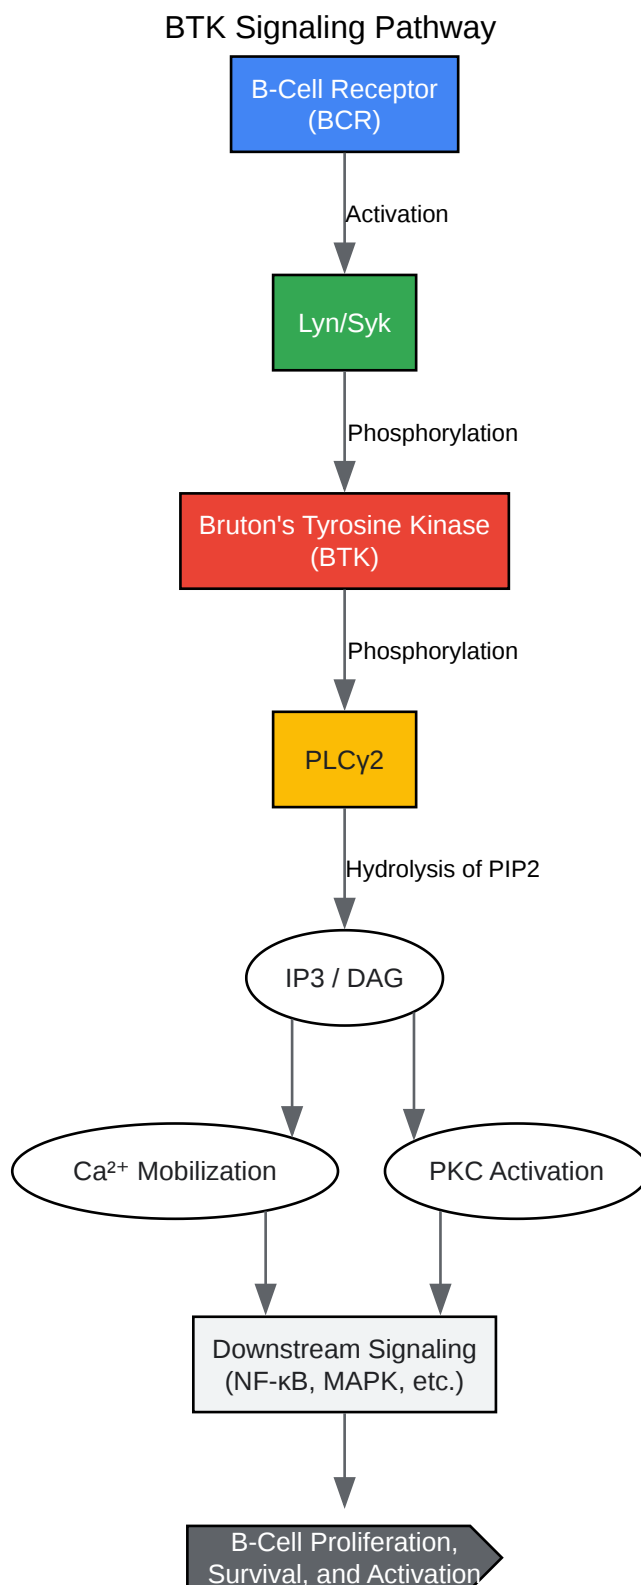 BTK Signaling Pathway
B-Cell Receptor
(BCR)
Activation
Lyn/Syk
Phosphorylation
Bruton's Tyrosine Kinase
(BTK)
Phosphorylation
PLCγ2
Hydrolysis of PIP2
IP3 / DAG
Ca²⁺ Mobilization
PKC Activation
Downstream Signaling
(NF-κB, MAPK, etc.)
B-Cell Proliferation,
Survival, and Activation